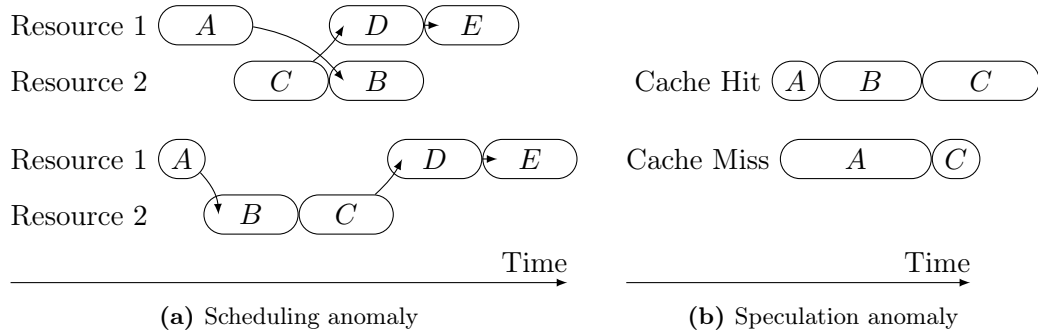 Resource 1 A D E
Resource 2 C B
Resource 1 A D E
Resource 2 B C
Time
(a) Scheduling anomaly
Cache Hit A B C
Cache Miss A C
Time
(b) Speculation anomaly